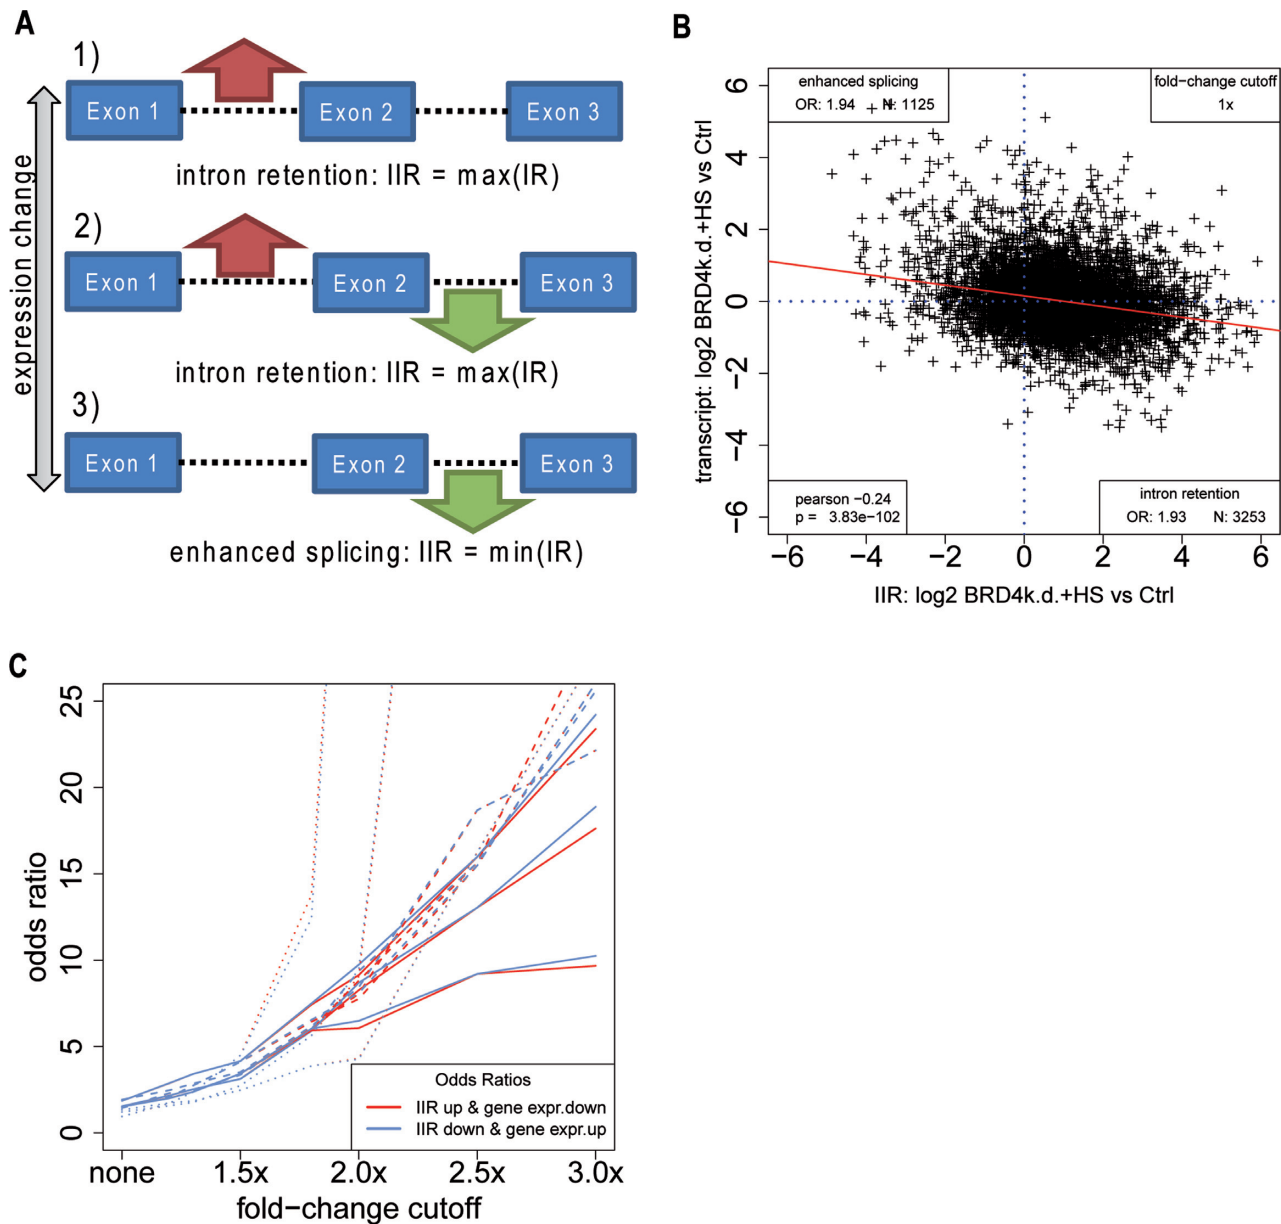 A
1)
Exon 1
Exon 2
Exon 3
intron retention: IIR = max(IR)
2)
Exon 1
Exon 2
Exon 3
intron retention: IIR = max(IR)
3)
Exon 1
Exon 2
Exon 3
enhanced splicing: IIR = min(IR)
expression change
B
enhanced splicing
OR: 1.94 N: 1125
fold−change cutoff
1x
pearson −0.24
p = 3.83e−102
intron retention
OR: 1.93 N: 3253
transcript: log2 BRD4k.d.+HS vs Ctrl
6
4
2
0
−2
−4
−6
−6 −4 −2 0 2 4 6
IIR: log2 BRD4k.d.+HS vs Ctrl
C
odds ratio
25
20
15
10
5
0
Odds Ratios
IIR up & gene expr.down
IIR down & gene expr.up
none 1.5x 2.0x 2.5x 3.0x
fold−change cutoff